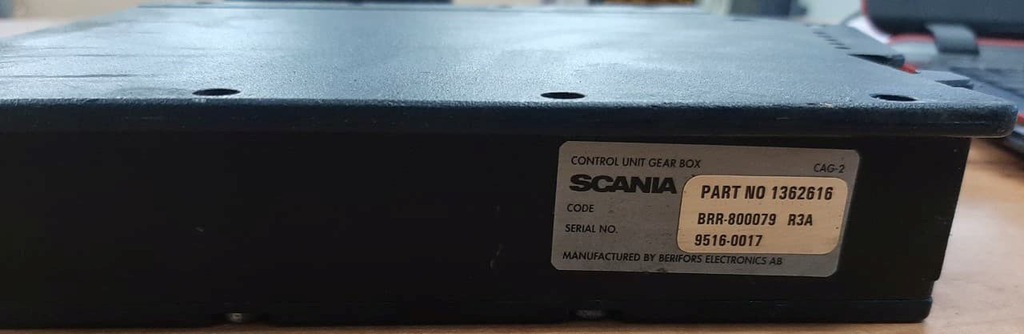 CONTROL UNIT GEAR BOX
CAG-2
SCANIA
PART NO 1362616
CODE
BRR-800079 R3A
SERIAL NO.
9516-0017
MANUFACTURED BY BERIFORS ELECTRONICS AB